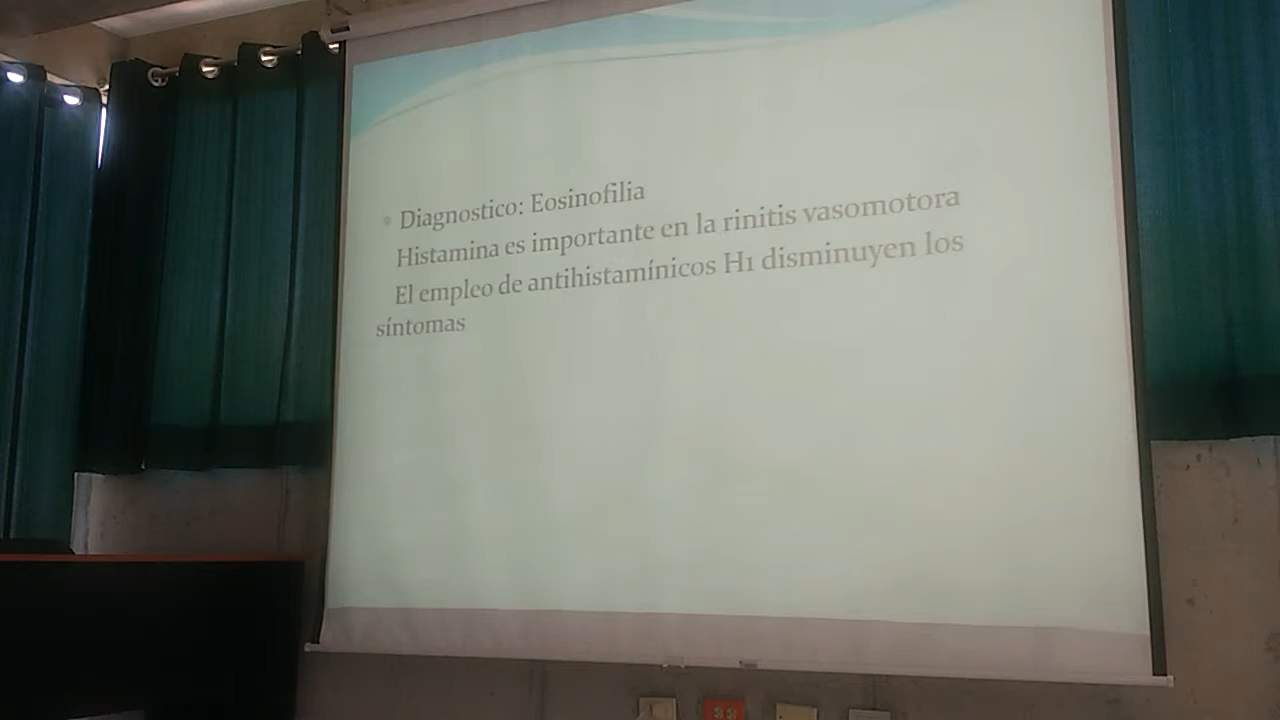 Diagnostico: Eosinofilia
Histamina es importante en la rinitis vasomotora
El empleo de antihistamínicos H1 disminuyen los
síntomas